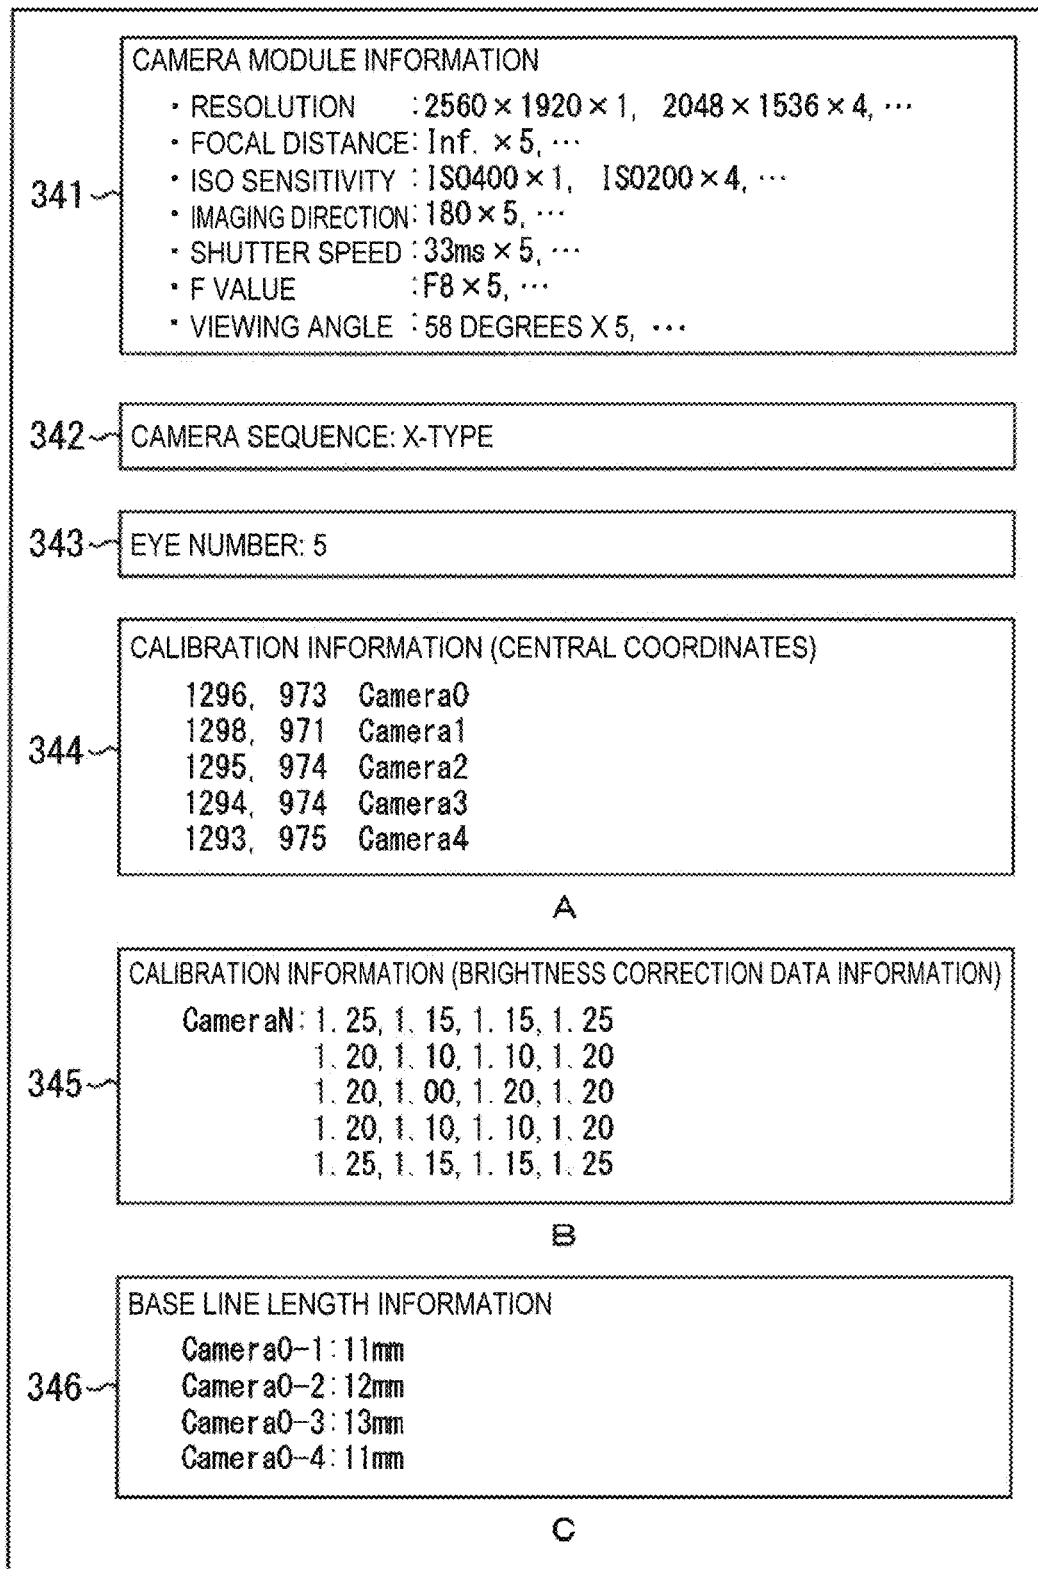 CAMERA MODULE INFORMATION
・RESOLUTION :2560×1920×1, 2048×1536×4, ···
・FOCAL DISTANCE:Inf. ×5, ···
341
・ISO SENSITIVITY :ISO400×1, ISO200×4, ···
・IMAGING DIRECTION:180×5, ···
・SHUTTER SPEED :33ms×5, ···
・F VALUE :F8×5, ···
・VIEWING ANGLE :58 DEGREES X 5, ···
342 CAMERA SEQUENCE: X-TYPE
343 EYE NUMBER: 5
CALIBRATION INFORMATION (CENTRAL COORDINATES)
1296, 973 Camera0
1298, 971 Camera1
344 1295, 974 Camera2
1294, 974 Camera3
1293, 975 Camera4
A
CALIBRATION INFORMATION (BRIGHTNESS CORRECTION DATA INFORMATION)
CameraN:1.25,1.15,1.15,1.25
1.20,1.10,1.10,1.20
345 1.20,1.00,1.20,1.20
1.20,1.10,1.10,1.20
1.25,1.15,1.15,1.25
B
BASE LINE LENGTH INFORMATION
Camera0-1:11mm
346 Camera0-2:12mm
Camera0-3:13mm
Camera0-4:11mm
C